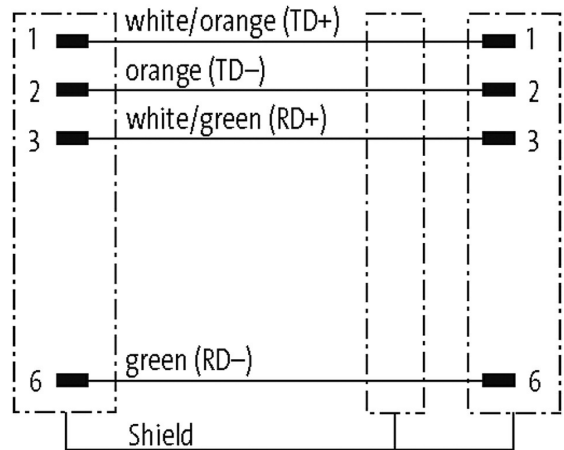 1 white/orange (TD+) 1
2 orange (TD–) 2
3 white/green (RD+) 3
6 green (RD–) 6
Shield